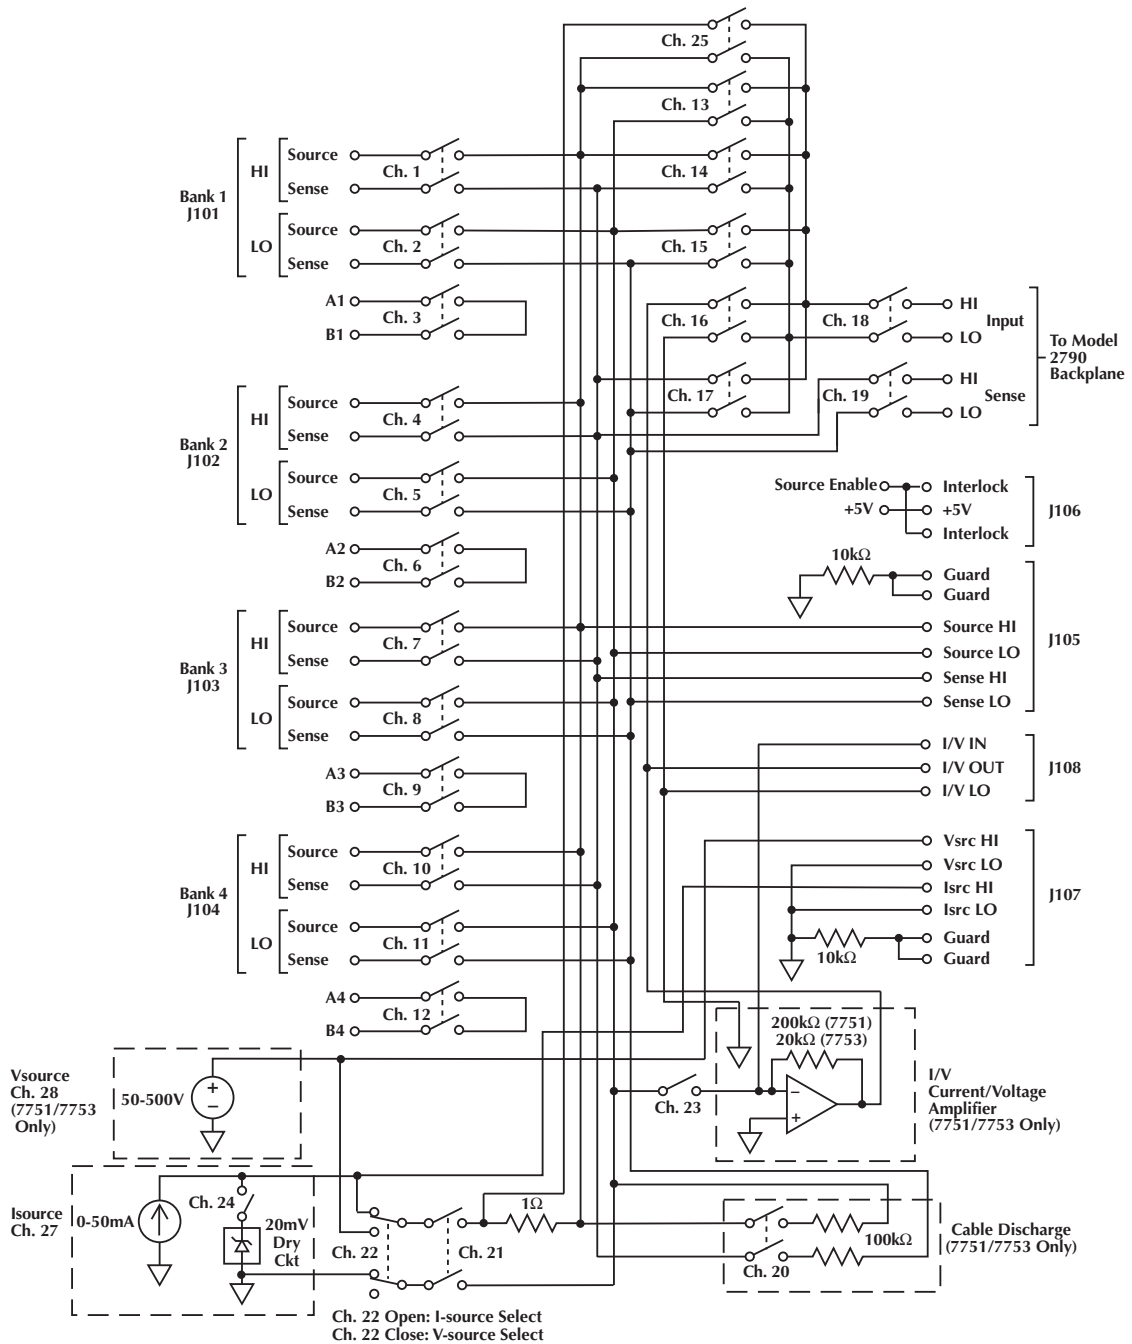 Ch. 25
Ch. 13
Bank 1
J101
HI
Source
Sense
Ch. 1
Ch. 14
LO
Source
Sense
Ch. 2
Ch. 15
A1
B1
Ch. 3
Ch. 16
Ch. 18
HI
Input
LO
To Model
2790
Backplane
Ch. 17
Ch. 19
HI
Sense
LO
Bank 2
J102
HI
Source
Sense
Ch. 4
LO
Source
Sense
Ch. 5
Source Enable
Interlock
+5V
+5V
Interlock
J106
A2
B2
Ch. 6
10kΩ
Guard
Guard
Source HI
Source LO
Sense HI
Sense LO
J105
Bank 3
J103
HI
Source
Sense
Ch. 7
LO
Source
Sense
Ch. 8
I/V IN
I/V OUT
I/V LO
J108
A3
B3
Ch. 9
Bank 4
J104
HI
Source
Sense
Ch. 10
LO
Source
Sense
Ch. 11
Vsrc HI
Vsrc LO
Isrc HI
Isrc LO
Guard
Guard
10kΩ
J107
A4
B4
Ch. 12
200kΩ (7751)
20kΩ (7753)
−
+
Ch. 23
I/V
Current/Voltage
Amplifier
(7751/7753 Only)
Vsource
Ch. 28
(7751/7753
Only)
50-500V
+
−
Isource
Ch. 27
0-50mA
Ch. 24
20mV
Dry
Ckt
Ch. 22
Ch. 21
1Ω
100kΩ
Ch. 20
Cable Discharge
(7751/7753 Only)
Ch. 22 Open: I-source Select
Ch. 22 Close: V-source Select